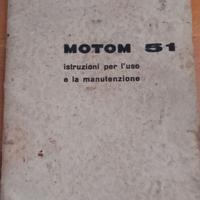 MOTOM 51
istruzioni per l'uso
e la manutenzione